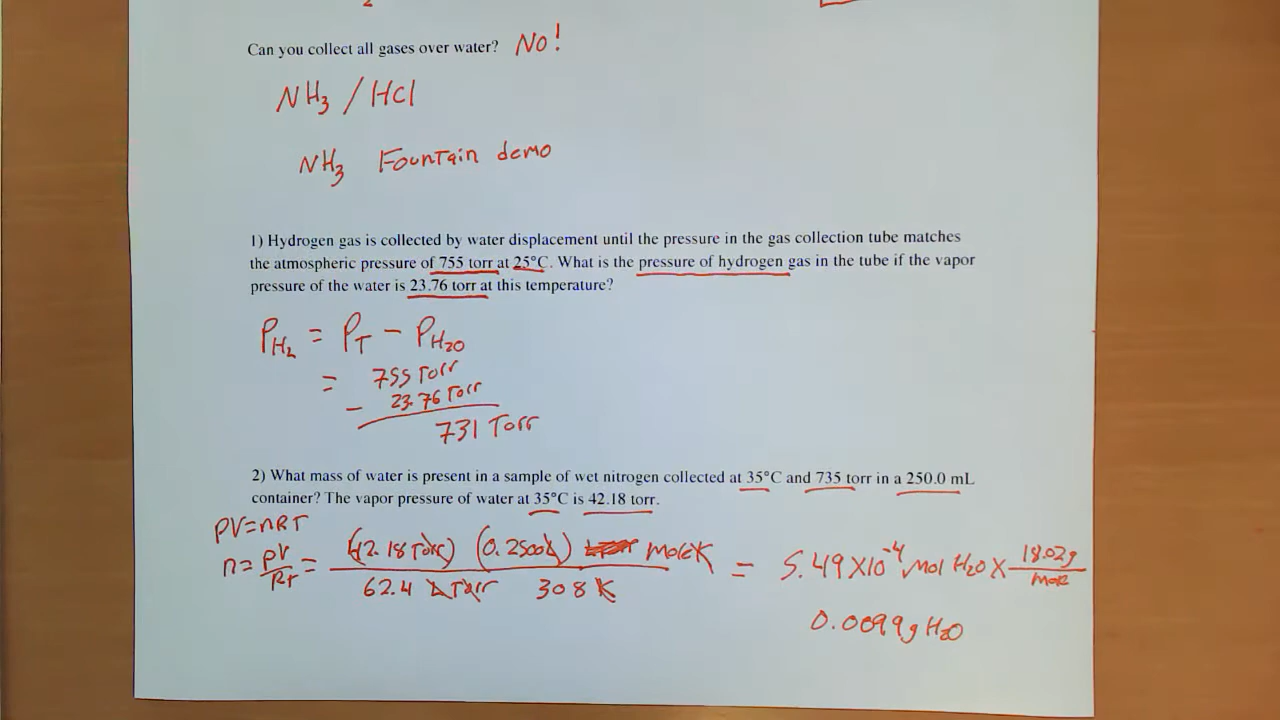 2
Can you collect all gases over water? No!
NH3 / HCl
NH3 Fountain demo
1) Hydrogen gas is collected by water displacement until the pressure in the gas collection tube matches
the atmospheric pressure of 755 torr at 25°C. What is the pressure of hydrogen gas in the tube if the vapor
pressure of the water is 23.76 torr at this temperature?
PH2 = PT - PH2O
= 755 Torr
- 23.76 Torr
731 Torr
2) What mass of water is present in a sample of wet nitrogen collected at 35°C and 735 torr in a 250.0 mL
container? The vapor pressure of water at 35°C is 42.18 torr.
PV=nRT
n= PV/RT = (42.18 Torr) (0.2500L) mole K / 62.4 L Torr 308 K = 5.49 X10^-4 mol H2O X 18.02g/mole
0.0099g H2O